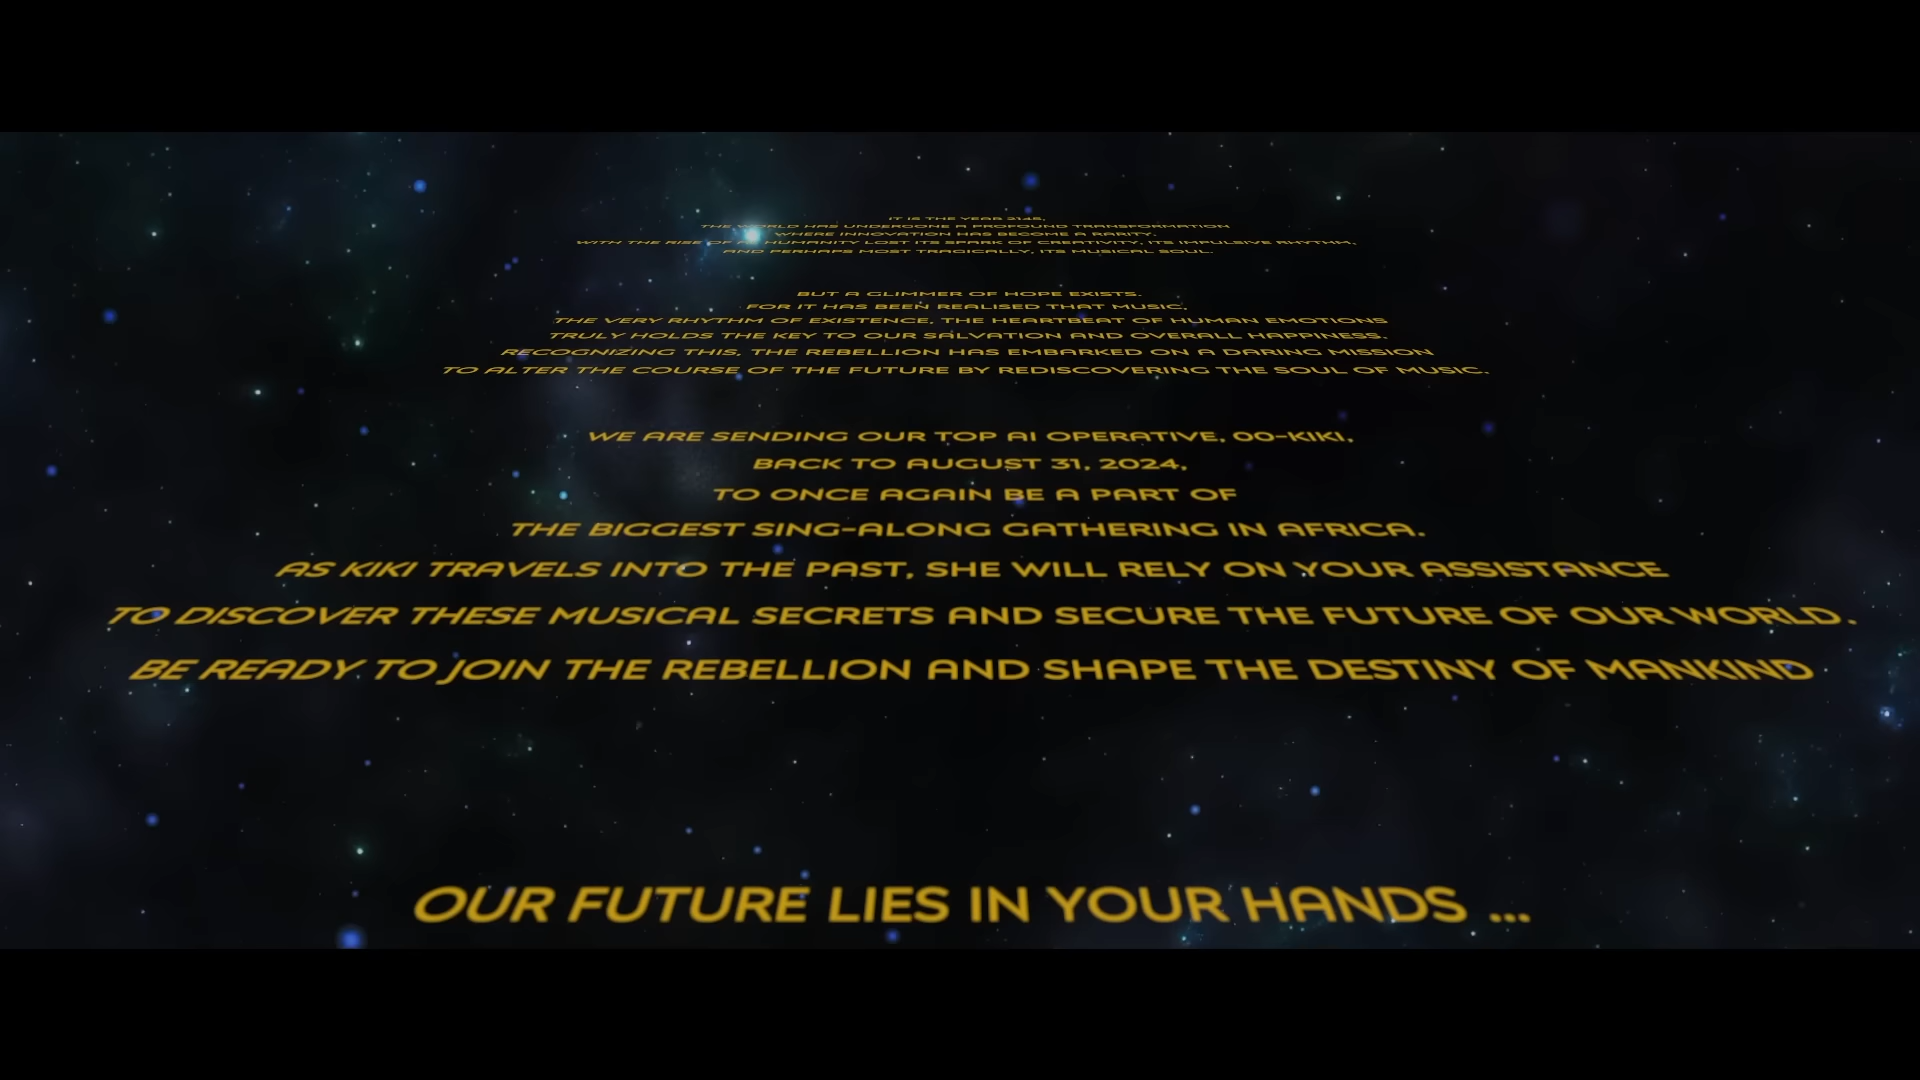 IT IS THE YEAR 2145,
THE WORLD HAS UNDERGONE A PROFOUND TRANSFORMATION
WHERE INNOVATION HAS BECOME A RARITY.
WITH THE RISE OF AI, HUMANITY LOST ITS SPARK OF CREATIVITY, ITS IMPULSIVE RHYTHM,
AND PERHAPS MOST TRAGICALLY, ITS MUSICAL SOUL.
BUT A GLIMMER OF HOPE EXISTS.
FOR IT HAS BEEN REALISED THAT MUSIC,
THE VERY RHYTHM OF EXISTENCE, THE HEARTBEAT OF HUMAN EMOTIONS
TRULY HOLDS THE KEY TO OUR SALVATION AND OVERALL HAPPINESS.
RECOGNIZING THIS, THE REBELLION HAS EMBARKED ON A DARING MISSION
TO ALTER THE COURSE OF THE FUTURE BY REDISCOVERING THE SOUL OF MUSIC.
WE ARE SENDING OUR TOP AI OPERATIVE, OO-KIKI,
BACK TO AUGUST 31, 2024,
TO ONCE AGAIN BE A PART OF
THE BIGGEST SING-ALONG GATHERING IN AFRICA.
AS KIKI TRAVELS INTO THE PAST, SHE WILL RELY ON YOUR ASSISTANCE
TO DISCOVER THESE MUSICAL SECRETS AND SECURE THE FUTURE OF OUR WORLD.
BE READY TO JOIN THE REBELLION AND SHAPE THE DESTINY OF MANKIND
OUR FUTURE LIES IN YOUR HANDS ...